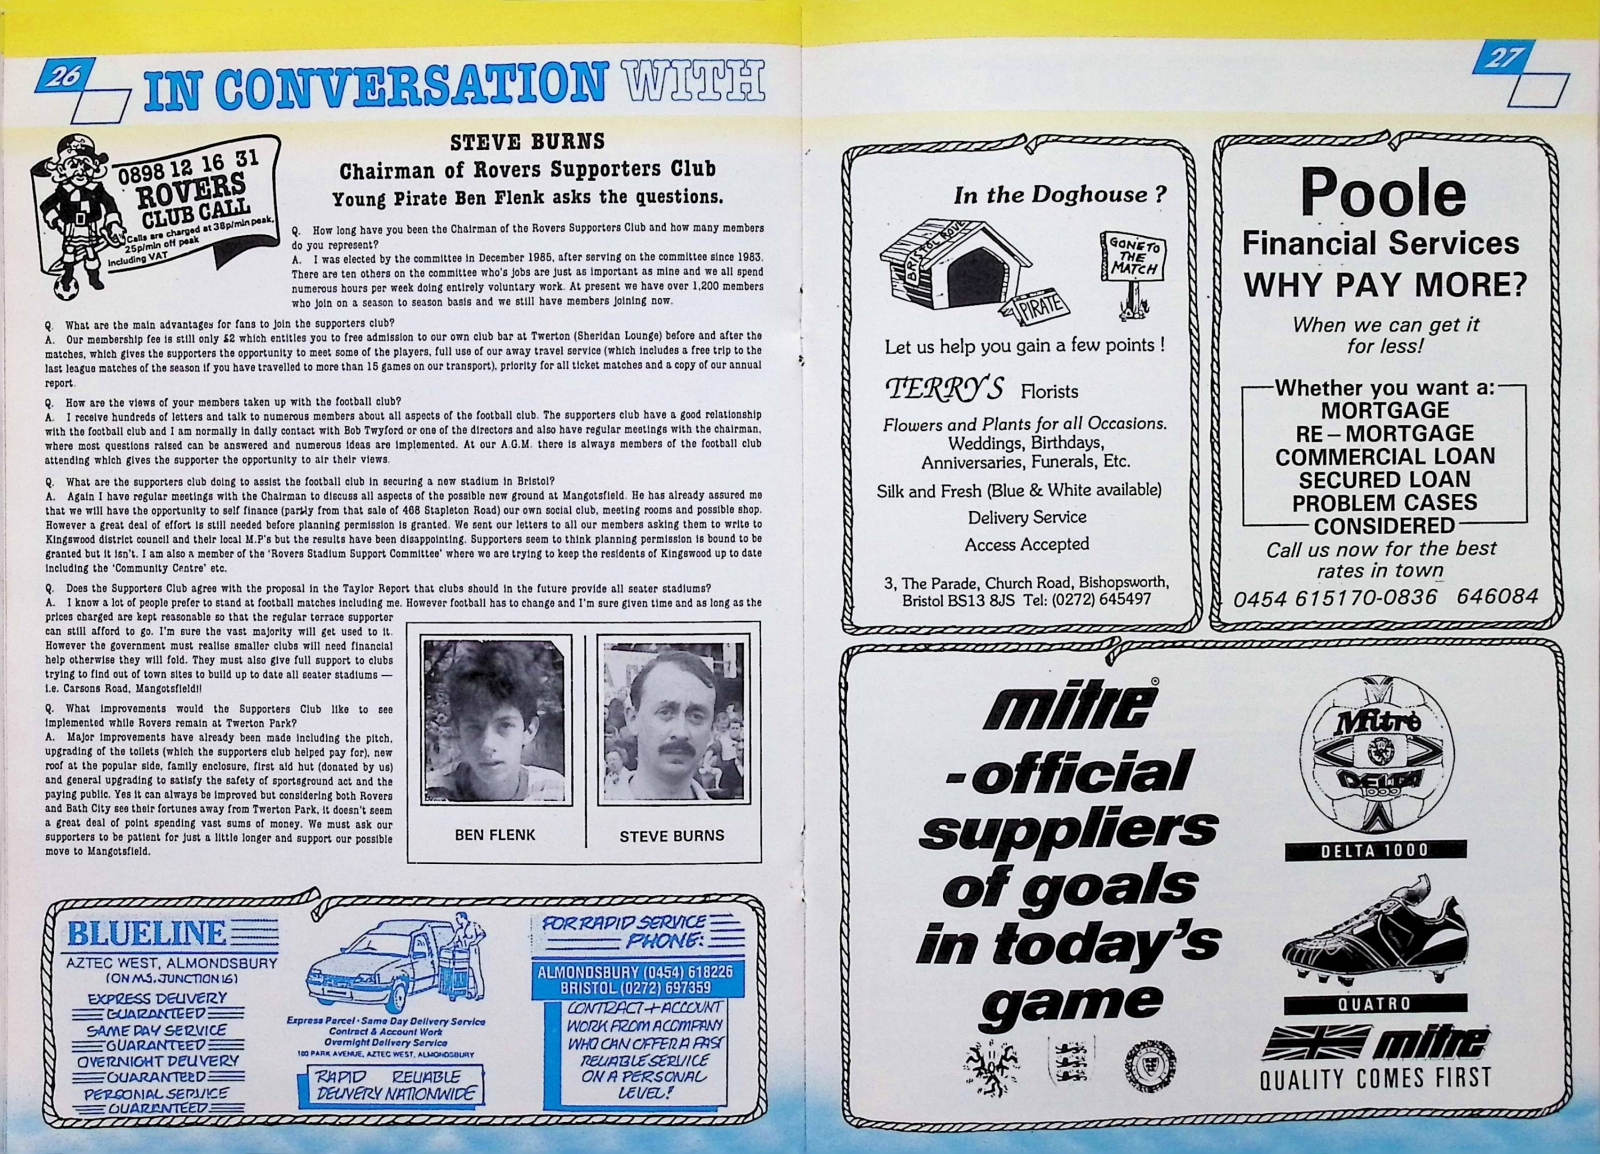 26
IN CONVERSATION WITH
0898 12 16 31
ROVERS
CLUB CALL
Calls are charged at 38p/min peak,
25p/min off peak
including VAT
STEVE BURNS
Chairman of Rovers Supporters Club
Young Pirate Ben Flenk asks the questions.
Q. How long have you been the Chairman of the Rovers Supporters Club and how many members
do you represent?
A. I was elected by the committee in December 1985, after serving on the committee since 1983.
There are ten others on the committee who's jobs are just as important as mine and we all spend
numerous hours per week doing entirely voluntary work. At present we have over 1,200 members
who join on a season to season basis and we still have members joining now.
Q. What are the main advantages for fans to join the supporters club?
A. Our membership fee is still only £2 which entitles you to free admission to our own club bar at Twerton (Sheridan Lounge) before and after the
matches, which gives the supporters the opportunity to meet some of the players, full use of our away travel service (which includes a free trip to the
last league matches of the season if you have travelled to more than 15 games on our transport), priority for all ticket matches and a copy of our annual
report.
Q. How are the views of your members taken up with the football club?
A. I receive hundreds of letters and talk to numerous members about all aspects of the football club. The supporters club have a good relationship
with the football club and I am normally in daily contact with Bob Twyford or one of the directors and also have regular meetings with the chairman,
where most questions raised can be answered and numerous ideas are implemented. At our A.G.M. there is always members of the football club
attending which gives the supporter the opportunity to air their views.
Q. What are the supporters club doing to assist the football club in securing a new stadium in Bristol?
A. Again I have regular meetings with the Chairman to discuss all aspects of the possible new ground at Mangotsfield. He has already assured me
that we will have the opportunity to self finance (partly from that sale of 468 Stapleton Road) our own social club, meeting rooms and possible shop.
However a great deal of effort is still needed before planning permission is granted. We sent our letters to all our members asking them to write to
Kingswood district council and their local M.P's but the results have been disappointing. Supporters seem to think planning permission is bound to be
granted but it isn't. I am also a member of the 'Rovers Stadium Support Committee' where we are trying to keep the residents of Kingswood up to date
including the 'Community Centre' etc.
Q. Does the Supporters Club agree with the proposal in the Taylor Report that clubs should in the future provide all seater stadiums?
A. I know a lot of people prefer to stand at football matches including me. However football has to change and I'm sure given time and as long as the
prices charged are kept reasonable so that the regular terrace supporter
can still afford to go. I'm sure the vast majority will get used to it.
However the government must realise smaller clubs will need financial
help otherwise they will fold. They must also give full support to clubs
trying to find out of town sites to build up to date all seater stadiums —
i.e. Carsons Road, Mangotsfield!!
Q. What improvements would the Supporters Club like to see
implemented while Rovers remain at Twerton Park?
A. Major improvements have already been made including the pitch,
upgrading of the toilets (which the supporters club helped pay for), new
roof at the popular side, family enclosure, first aid hut (donated by us)
and general upgrading to satisfy the safety of sportsground act and the
paying public. Yes it can always be improved but considering both Rovers
and Bath City see their fortunes away from Twerton Park, it doesn't seem
a great deal of point spending vast sums of money. We must ask our
supporters to be patient for just a little longer and support our possible
move to Mangotsfield.
BEN FLENK
STEVE BURNS
BLUELINE
AZTEC WEST, ALMONDSBURY
(ON M5. JUNCTION 16)
EXPRESS DELIVERY
GUARANTEED
SAME DAY SERVICE
GUARANTEED
OVERNIGHT DELIVERY
GUARANTEED
PERSONAL SERVICE
GUARANTEED
Express Parcel · Same Day Delivery Service
Contract & Account Work
Overnight Delivery Service
100 PARK AVENUE, AZTEC WEST, ALMONDSBURY
RAPID RELIABLE
DELIVERY NATIONWIDE
FOR RAPID SERVICE
PHONE:
ALMONDSBURY (0454) 618226
BRISTOL (0272) 697359
CONTRACT + ACCOUNT
WORK FROM A COMPANY
WHO CAN OFFER A FAST
RELIABLE SERVICE
ON A PERSONAL
LEVEL!
27
In the Doghouse ?
BRISTOL ROVE
PIRATE
GONE TO
THE
MATCH
Let us help you gain a few points !
TERRY'S Florists
Flowers and Plants for all Occasions.
Weddings, Birthdays,
Anniversaries, Funerals, Etc.
Silk and Fresh (Blue & White available)
Delivery Service
Access Accepted
3, The Parade, Church Road, Bishopsworth,
Bristol BS13 8JS Tel: (0272) 645497
Poole
Financial Services
WHY PAY MORE?
When we can get it
for less!
Whether you want a:
MORTGAGE
RE – MORTGAGE
COMMERCIAL LOAN
SECURED LOAN
PROBLEM CASES
CONSIDERED
Call us now for the best
rates in town
0454 615170-0836 646084
mitre®
-official
suppliers
of goals
in today's
game
Mitre
DELTA
1000
DELTA 1000
QUATRO
mitre
QUALITY COMES FIRST